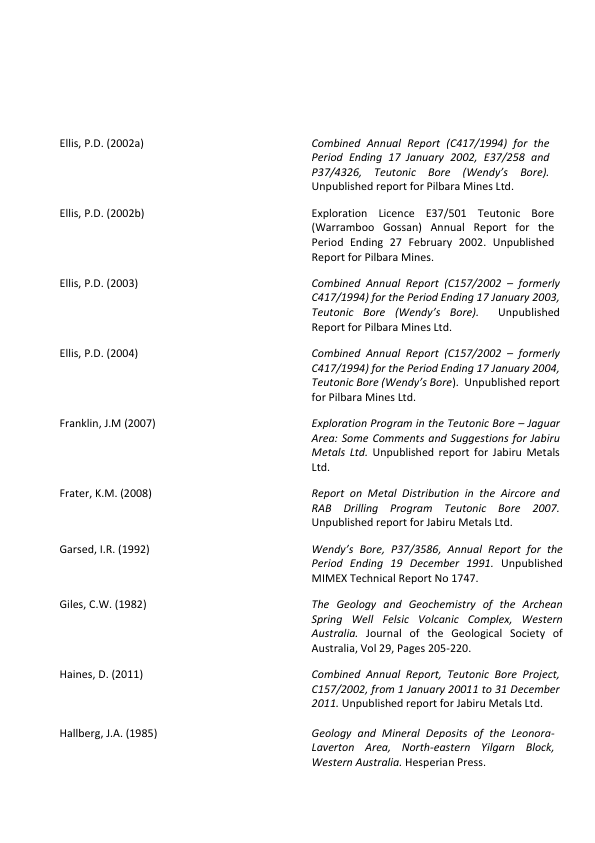 Ellis, P.D. (2002a) Combined Annual Report (C417/1994) for the
Period Ending 17 January 2002, E37/258 and
P37/4326, Teutonic Bore (Wendy's Bore).
Unpublished report for Pilbara Mines Ltd.
Ellis, P.D. (2002b) Exploration Licence E37/501 Teutonic Bore
(Warramboo Gossan) Annual Report for the
Period Ending 27 February 2002. Unpublished
Report for Pilbara Mines.
Ellis, P.D. (2003) Combined Annual Report (C157/2002 – formerly
C417/1994) for the Period Ending 17 January 2003,
Teutonic Bore (Wendy's Bore). Unpublished
Report for Pilbara Mines Ltd.
Ellis, P.D. (2004) Combined Annual Report (C157/2002 – formerly
C417/1994) for the Period Ending 17 January 2004,
Teutonic Bore (Wendy's Bore). Unpublished report
for Pilbara Mines Ltd.
Franklin, J.M (2007) Exploration Program in the Teutonic Bore – Jaguar
Area: Some Comments and Suggestions for Jabiru
Metals Ltd. Unpublished report for Jabiru Metals
Ltd.
Frater, K.M. (2008) Report on Metal Distribution in the Aircore and
RAB Drilling Program Teutonic Bore 2007.
Unpublished report for Jabiru Metals Ltd.
Garsed, I.R. (1992) Wendy's Bore, P37/3586, Annual Report for the
Period Ending 19 December 1991. Unpublished
MIMEX Technical Report No 1747.
Giles, C.W. (1982) The Geology and Geochemistry of the Archean
Spring Well Felsic Volcanic Complex, Western
Australia. Journal of the Geological Society of
Australia, Vol 29, Pages 205-220.
Haines, D. (2011) Combined Annual Report, Teutonic Bore Project,
C157/2002, from 1 January 20011 to 31 December
2011. Unpublished report for Jabiru Metals Ltd.
Hallberg, J.A. (1985) Geology and Mineral Deposits of the Leonora-
Laverton Area, North-eastern Yilgarn Block,
Western Australia. Hesperian Press.